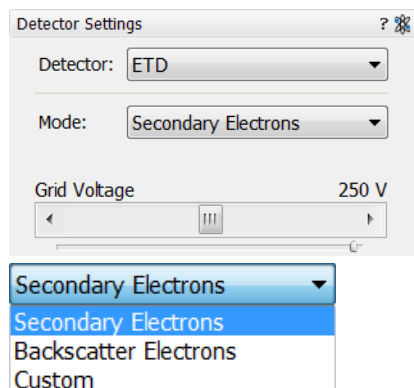 Detector Settings ?
Detector: ETD
Mode: Secondary Electrons
Grid Voltage 250 V
Secondary Electrons
Secondary Electrons
Backscatter Electrons
Custom